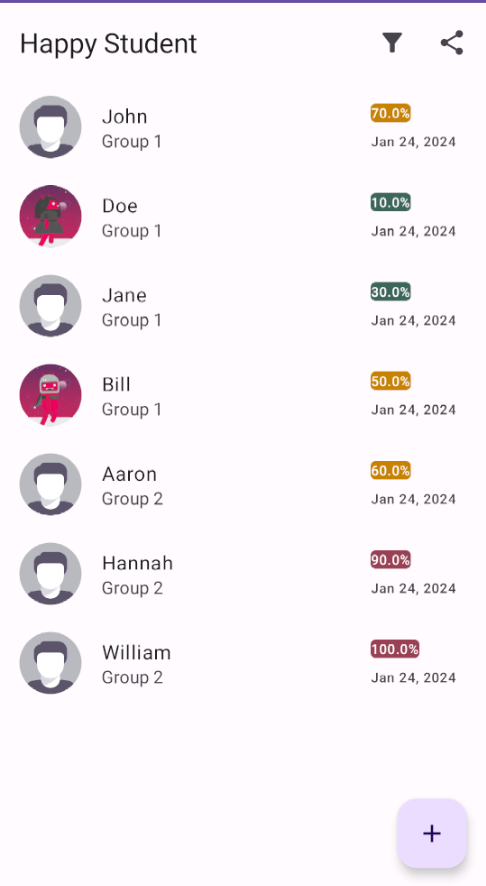 Happy Student
John
70.0%
Group 1
Jan 24, 2024
Doe
10.0%
Group 1
Jan 24, 2024
Jane
30.0%
Group 1
Jan 24, 2024
Bill
50.0%
Group 1
Jan 24, 2024
Aaron
60.0%
Group 2
Jan 24, 2024
Hannah
90.0%
Group 2
Jan 24, 2024
William
100.0%
Group 2
Jan 24, 2024
+